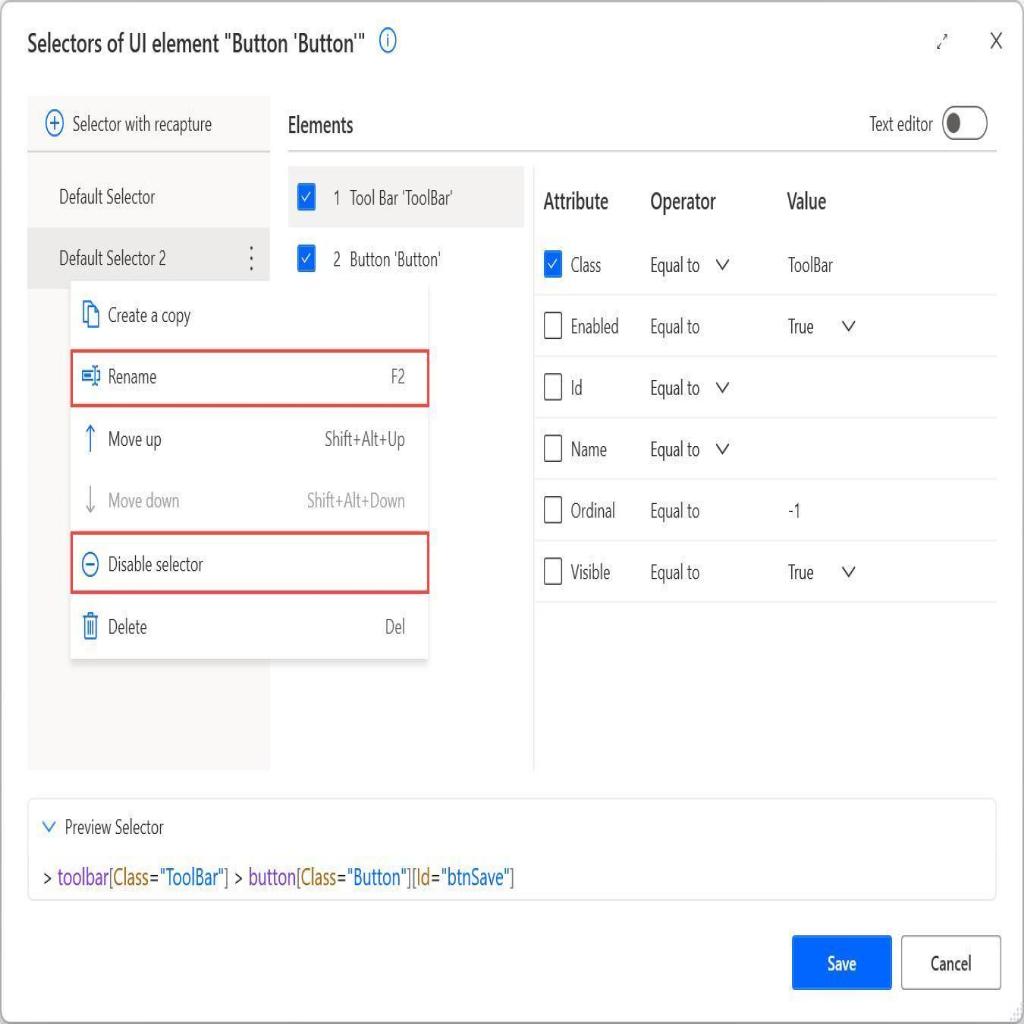 Selectors of UI element "Button 'Button'"
X
Selector with recapture
Elements
Text editor
Default Selector
Default Selector 2
Create a copy
Rename F2
Move up Shift+Alt+Up
Move down Shift+Alt+Down
Disable selector
Delete Del
1 Tool Bar 'ToolBar'
2 Button 'Button'
Attribute Operator Value
Class Equal to ToolBar
Enabled Equal to True
Id Equal to
Name Equal to
Ordinal Equal to -1
Visible Equal to True
Preview Selector
> toolbar[Class="ToolBar"] > button[Class="Button"][Id="btnSave"]
Save Cancel